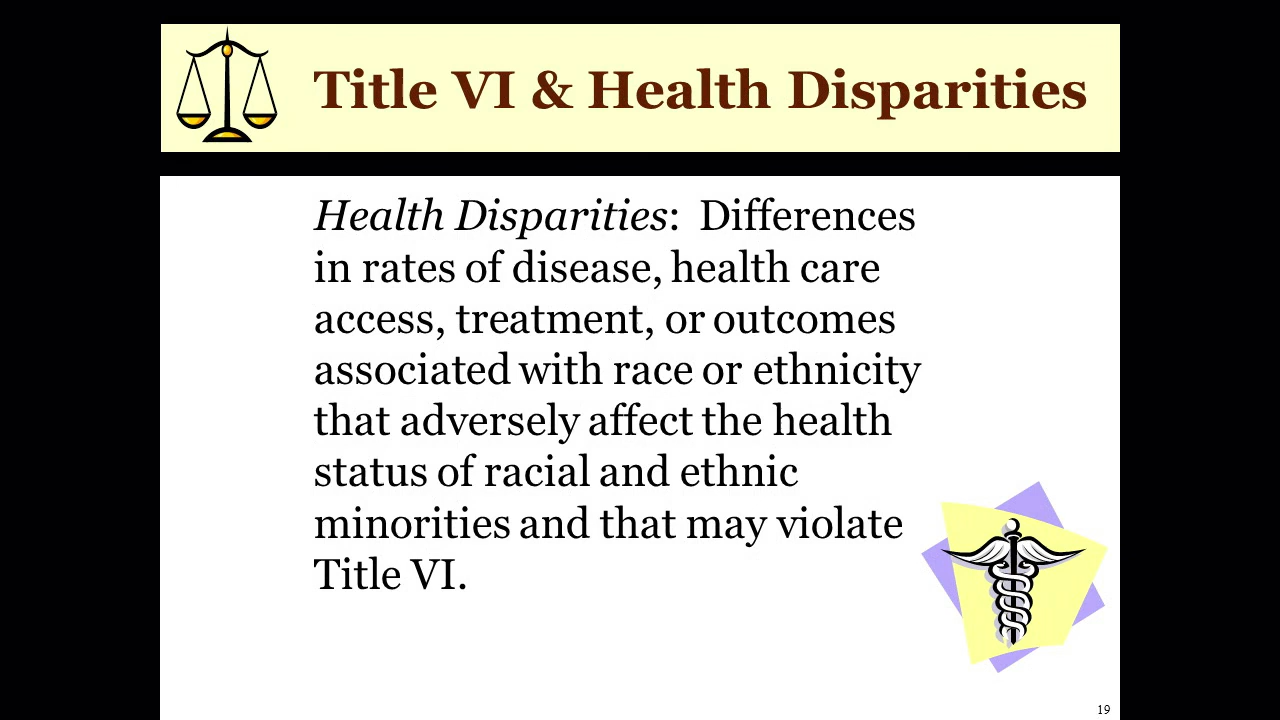 Title VI & Health Disparities
Health Disparities:  Differences
in rates of disease, health care
access, treatment, or outcomes
associated with race or ethnicity
that adversely affect the health
status of racial and ethnic
minorities and that may violate
Title VI.
19